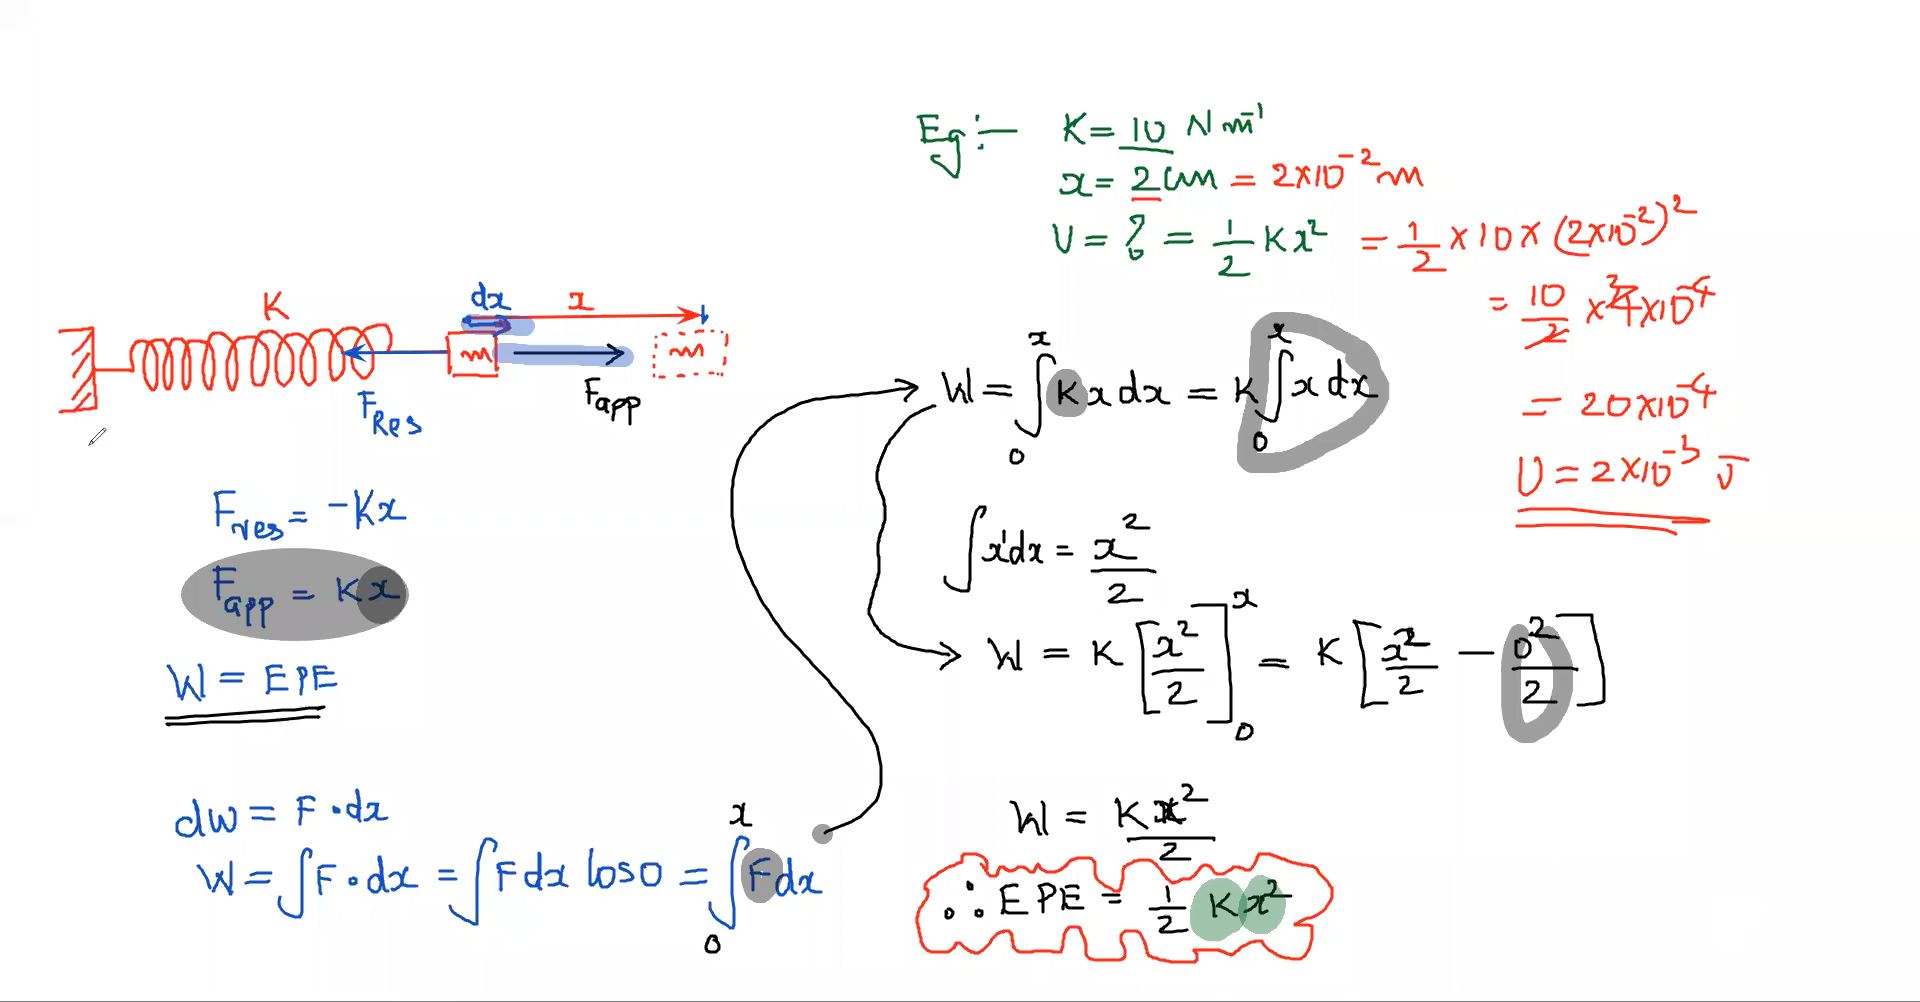 K
dx
x
m
m
F_Res
F_app
F_res = -Kx
F_app = Kx
W = EPE
dw = F·dx
W = ∫F·dx = ∫F dx cos0 = ∫₀ˣ F dx
Eg:- K = 10 N m⁻¹
x = 2 cm = 2×10⁻² m
U = ? = 1/2 Kx² = 1/2 × 10 × (2×10⁻²)²
= 10/2 × 4 2 × 10⁻⁴
= 20×10⁻⁴
U = 2×10⁻³ J
W = ∫₀ˣ Kx dx = K ∫₀ˣ x dx
∫x¹dx = x²/2
W = K [x²/2]₀ˣ = K [x²/2 − 0²/2]
W = Kx²/2
∴ EPE = 1/2 Kx²